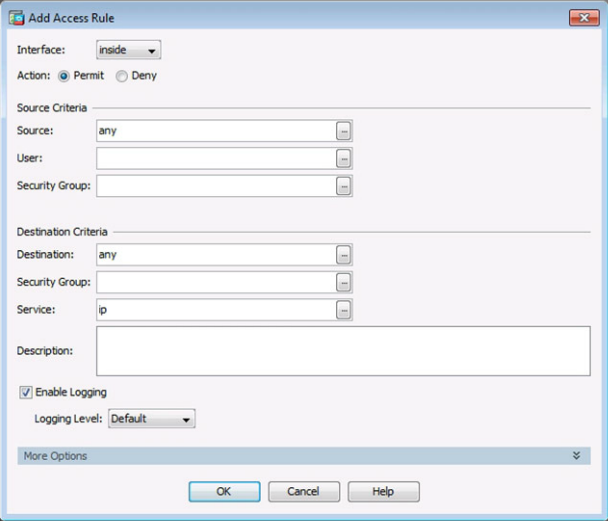 Add Access Rule
Interface: inside
Action: Permit Deny
Source Criteria
Source: any ...
User: ...
Security Group: ...
Destination Criteria
Destination: any ...
Security Group: ...
Service: ip ...
Description:
Enable Logging
Logging Level: Default
More Options
OK Cancel Help